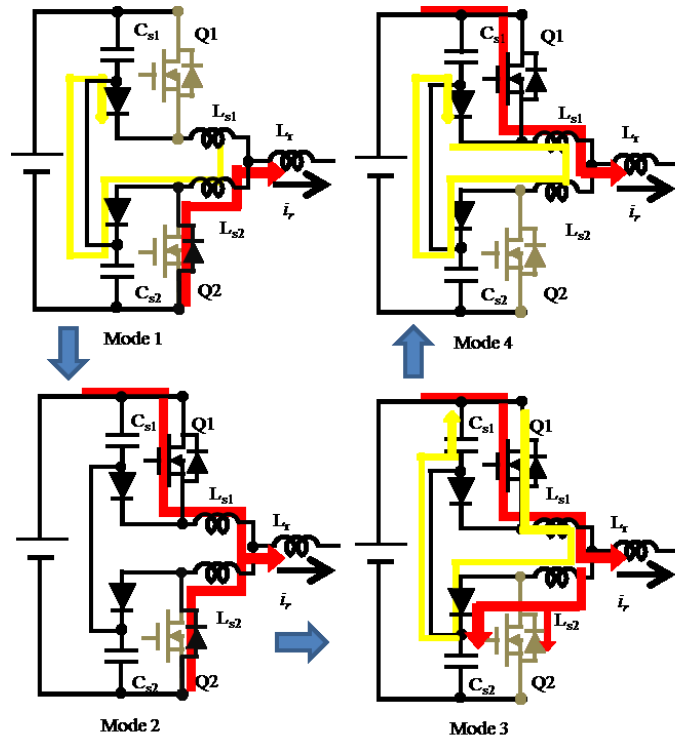 Cs1
Q1
Ls1
Lr
ir
Ls2
Cs2
Q2
Mode 1
Cs1
Q1
Ls1
Lr
ir
Ls2
Cs2
Q2
Mode 4
Cs1
Q1
Ls1
Lr
ir
Ls2
Cs2
Q2
Mode 2
Cs1
Q1
Ls1
Lr
ir
Ls2
Cs2
Q2
Mode 3